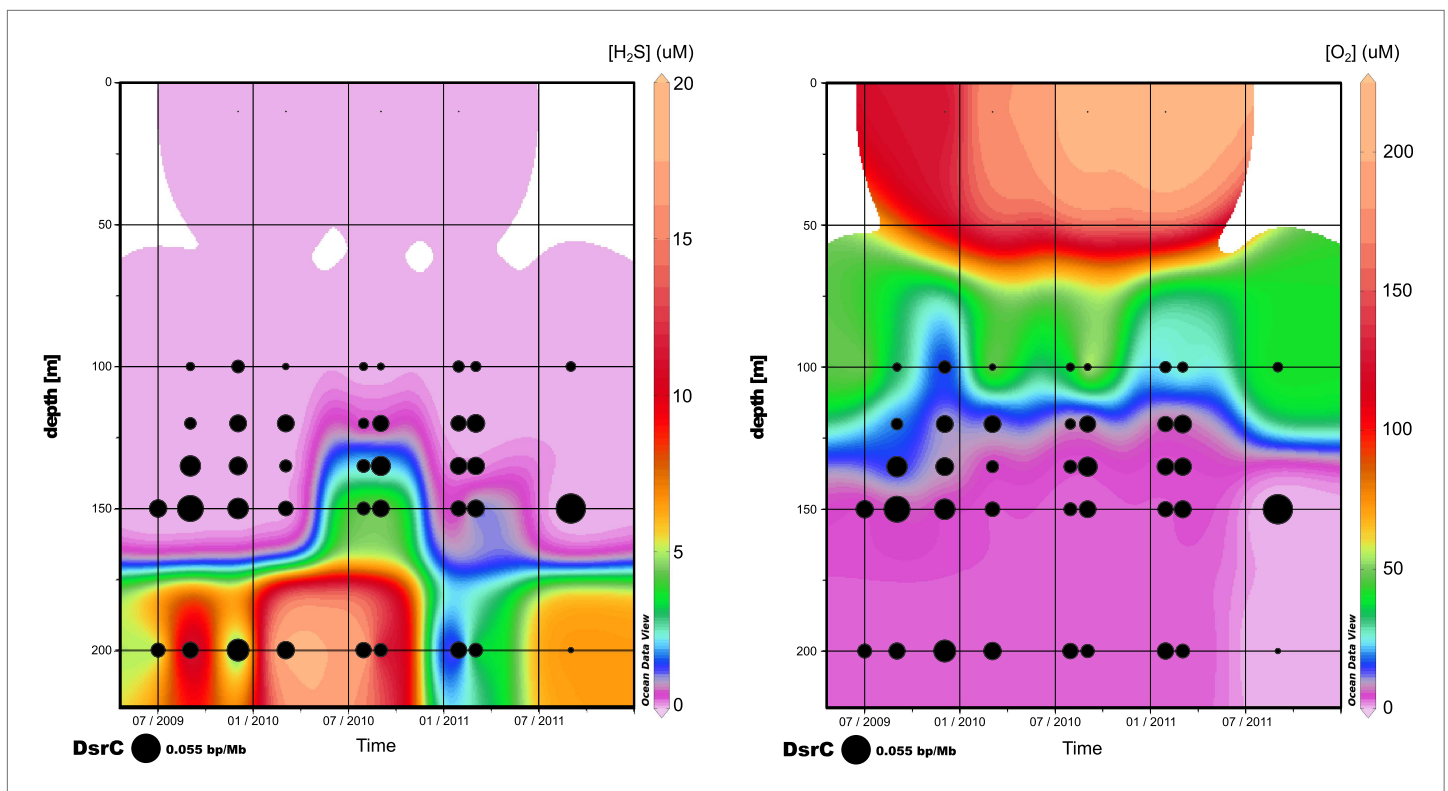 [H₂S] (uM)
0
50
100
150
200
depth [m]
20
15
10
5
0
Ocean Data View
07 / 2009
01 / 2010
07 / 2010
01 / 2011
07 / 2011
DsrC 0.055 bp/Mb
Time
[O₂] (uM)
0
50
100
150
200
depth [m]
200
150
100
50
0
Ocean Data View
07 / 2009
01 / 2010
07 / 2010
01 / 2011
07 / 2011
DsrC 0.055 bp/Mb
Time